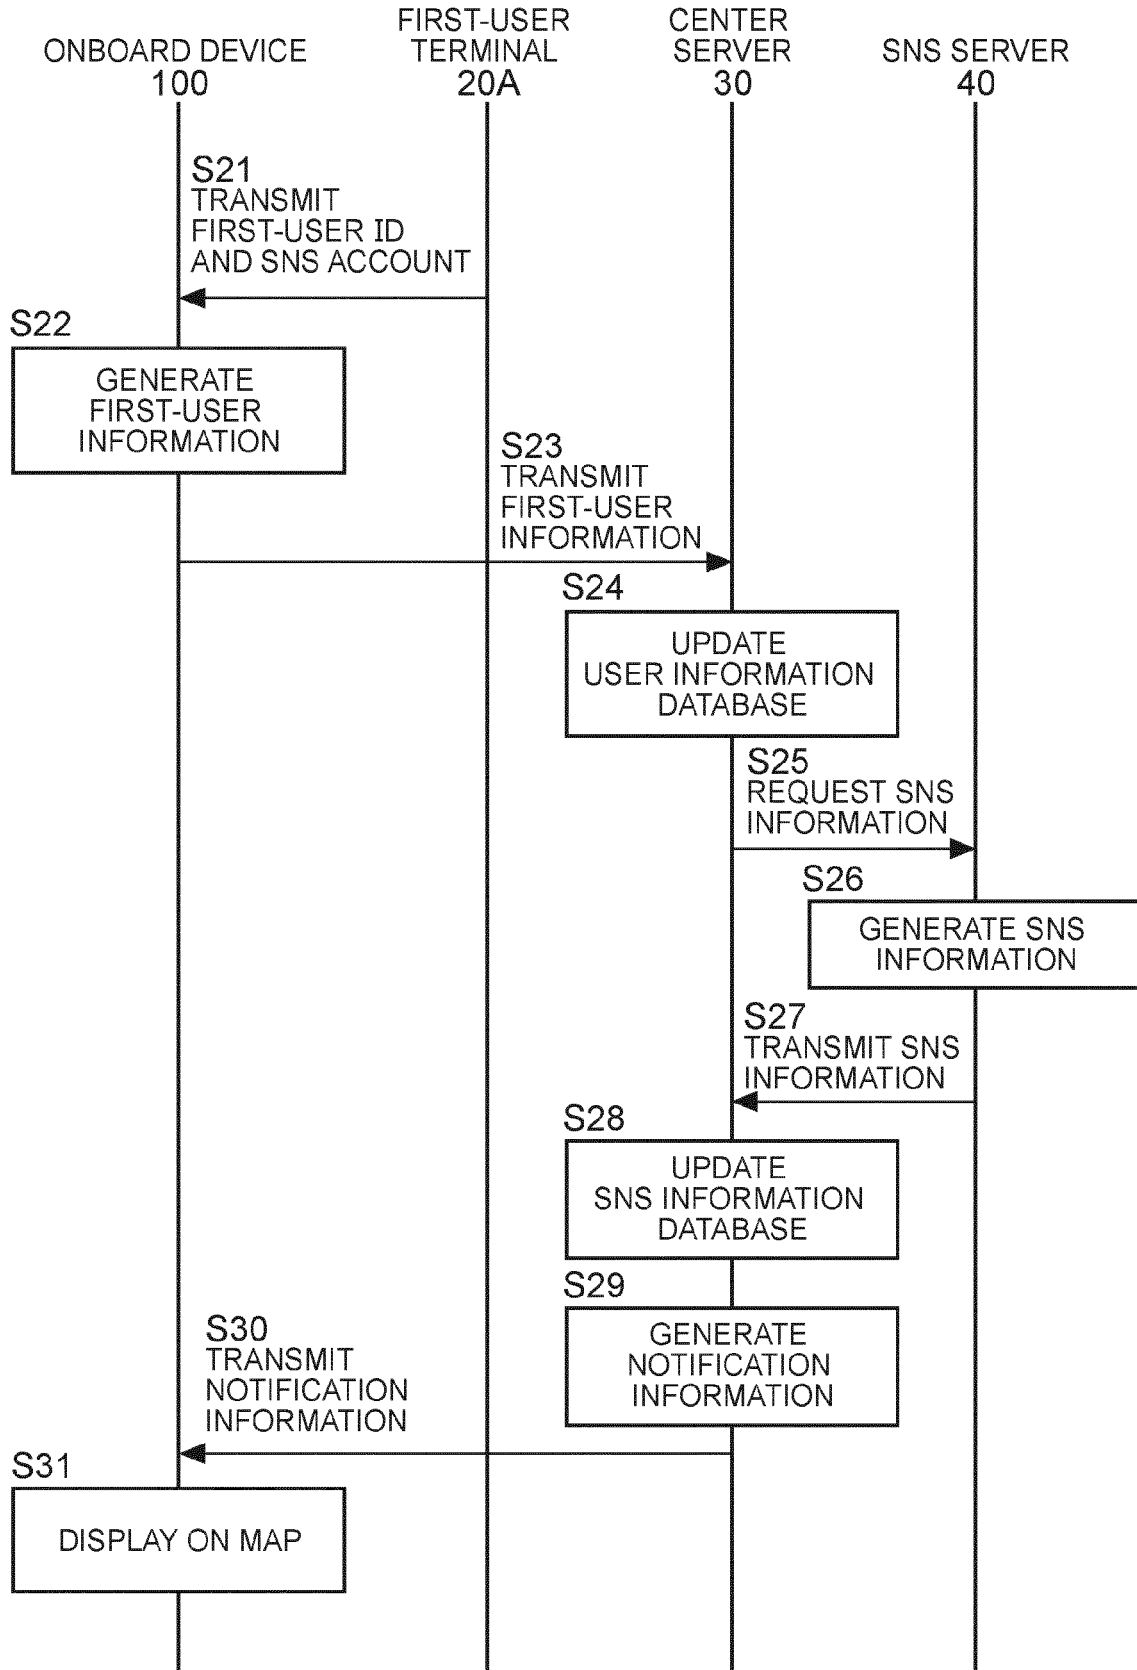 ONBOARD DEVICE
100
FIRST-USER
TERMINAL
20A
CENTER
SERVER
30
SNS SERVER
40
S21
TRANSMIT
FIRST-USER ID
AND SNS ACCOUNT
S22
GENERATE
FIRST-USER
INFORMATION
S23
TRANSMIT
FIRST-USER
INFORMATION
S24
UPDATE
USER INFORMATION
DATABASE
S25
REQUEST SNS
INFORMATION
S26
GENERATE SNS
INFORMATION
S27
TRANSMIT SNS
INFORMATION
S28
UPDATE
SNS INFORMATION
DATABASE
S29
GENERATE
NOTIFICATION
INFORMATION
S30
TRANSMIT
NOTIFICATION
INFORMATION
S31
DISPLAY ON MAP